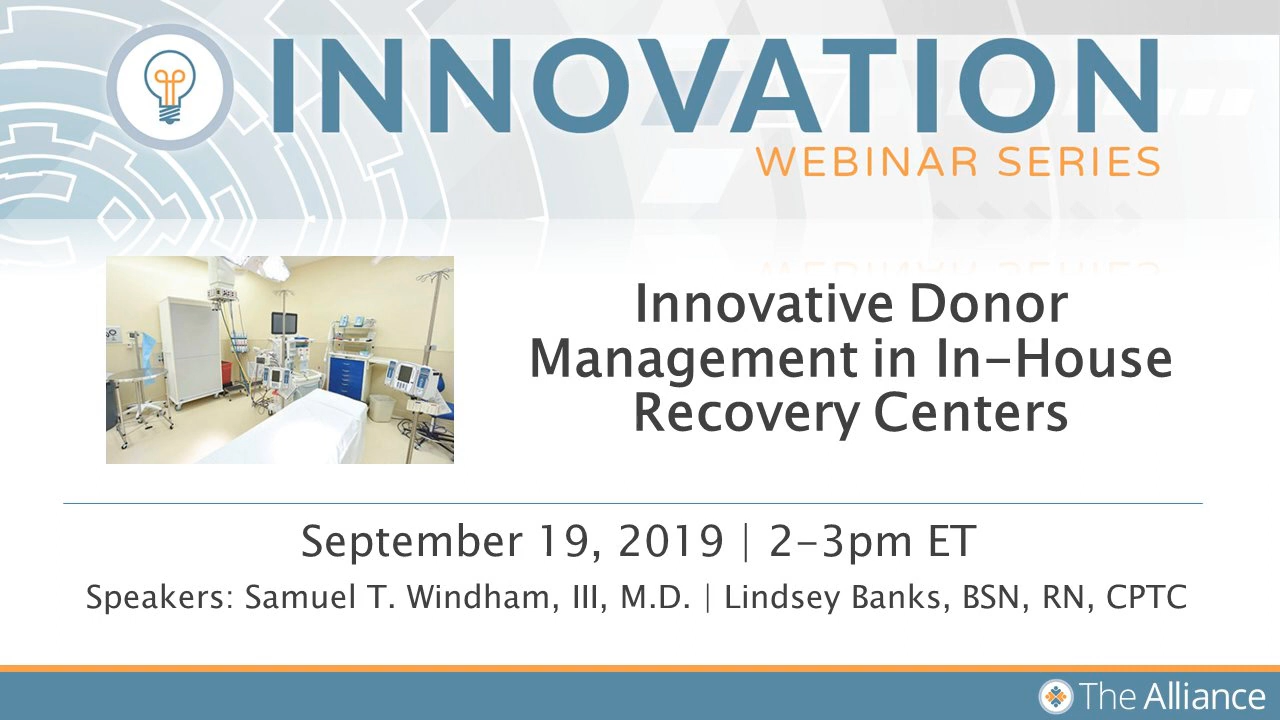 INNOVATION
WEBINAR SERIES
Innovative Donor
Management in In-House
Recovery Centers
September 19, 2019 | 2-3pm ET
Speakers: Samuel T. Windham, III, M.D. | Lindsey Banks, BSN, RN, CPTC
The Alliance